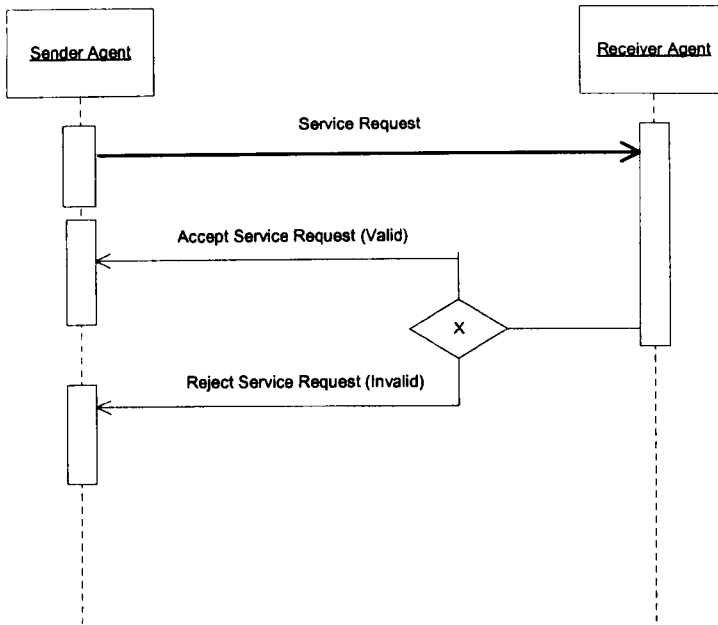 Sender Agent
Receiver Agent
Service Request
Accept Service Request (Valid)
X
Reject Service Request (Invalid)